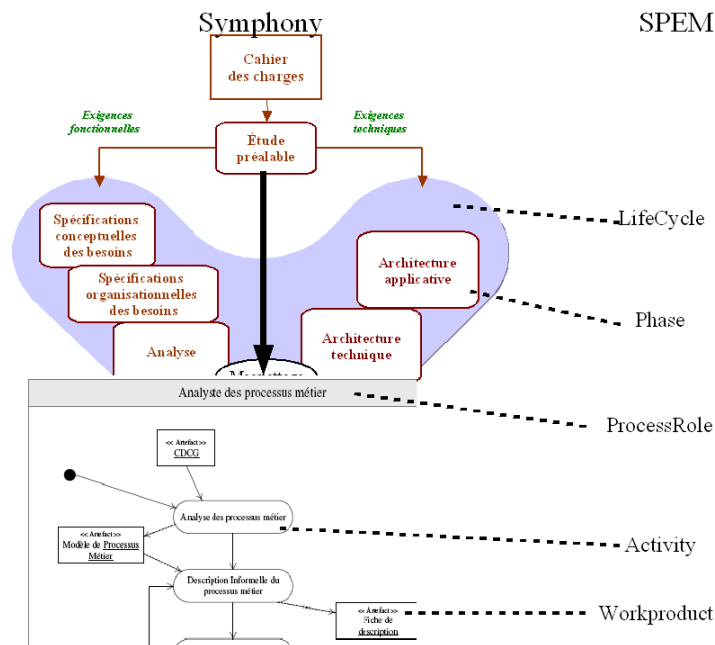 Symphony
SPEM
Cahier
des charges
Exigences
fonctionnelles
Exigences
techniques
Étude
préalable
LifeCycle
Spécifications
conceptuelles
des besoins
Architecture
applicative
Spécifications
organisationnelles
des besoins
Phase
Analyse
Architecture
technique
Analyste des processus métier
ProcessRole
<< Artefact>>
CDCG
Analyse des processus métier
<< Artefact>>
Modèle de Processus
Métier
Activity
Description Informelle du
processus métier
<< Artefact>>
Fiche de
description
Workproduct